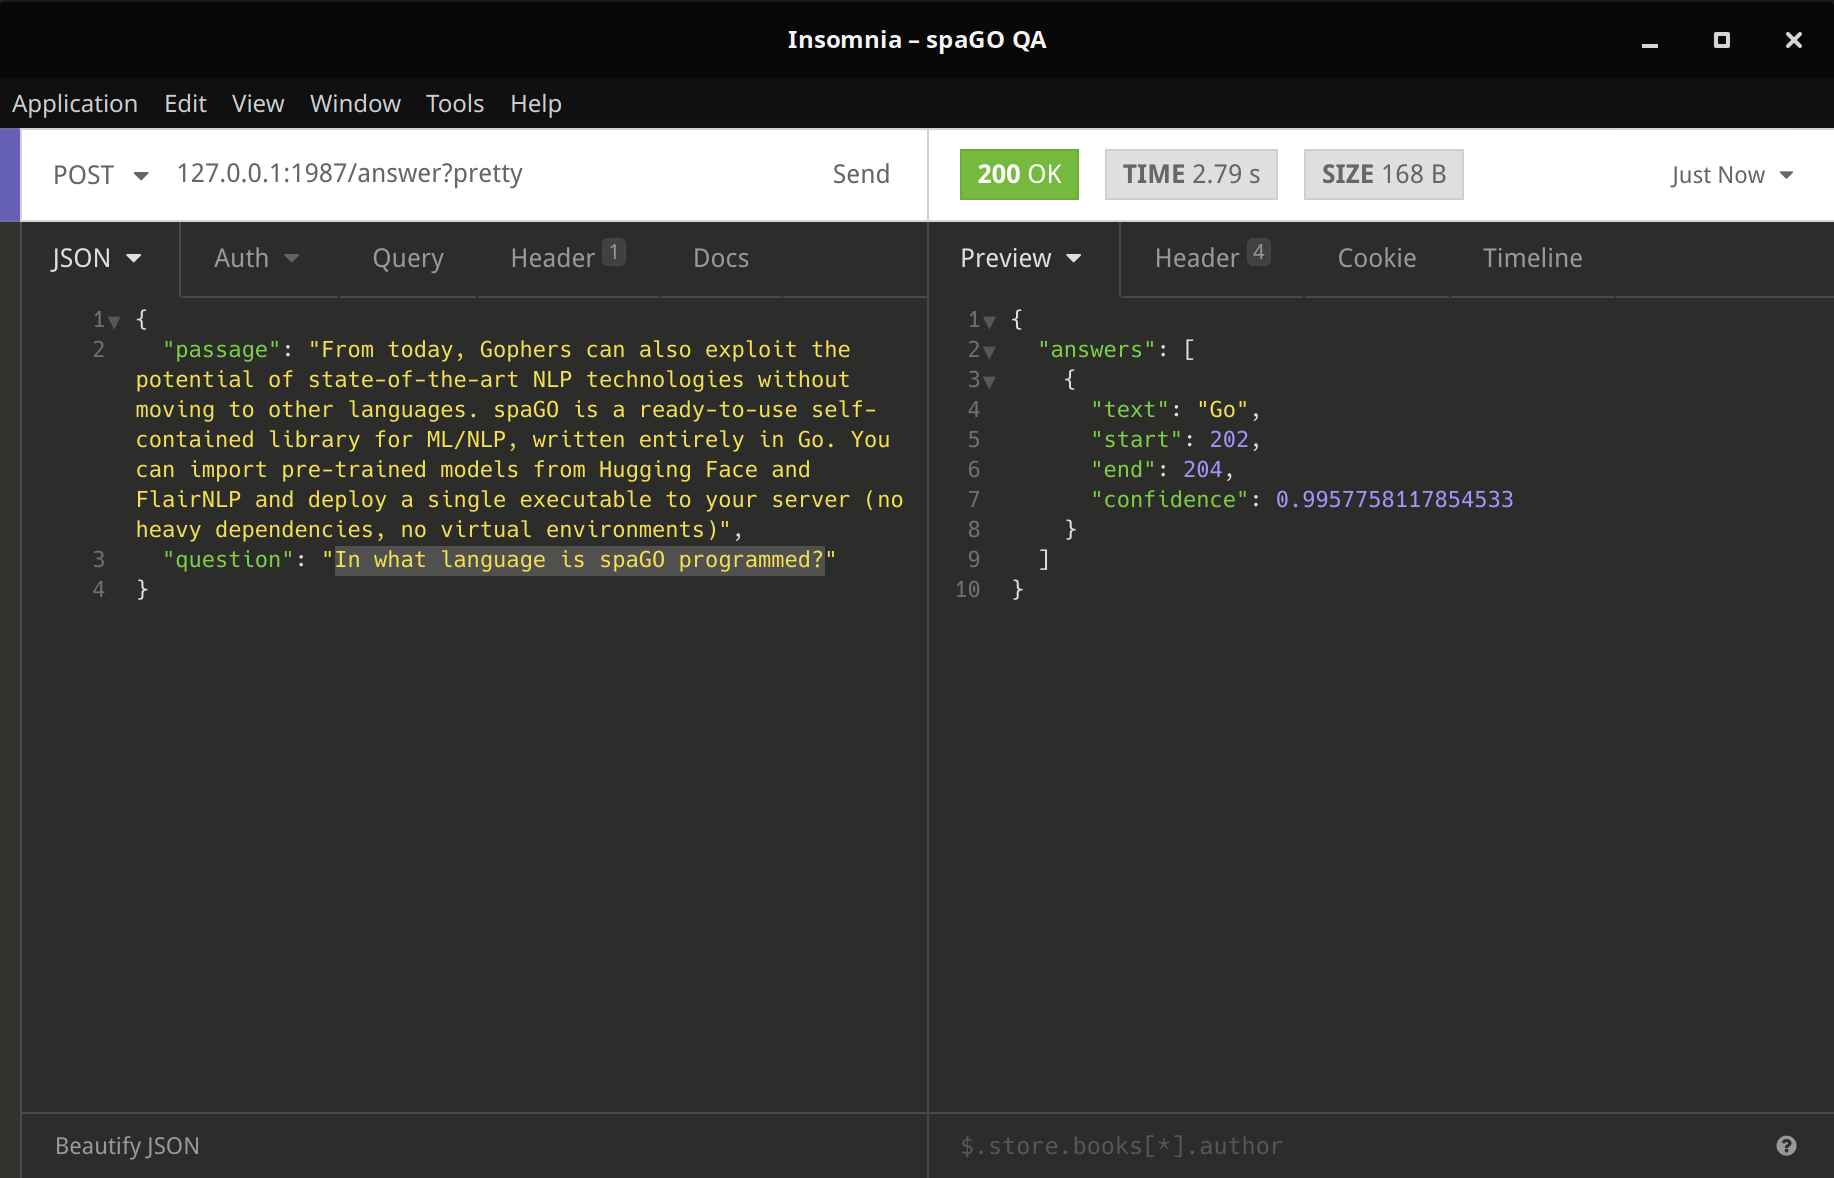 Insomnia – spaGO QA
Application Edit View Window Tools Help
POST 127.0.0.1:1987/answer?pretty Send
200 OK TIME 2.79 s SIZE 168 B Just Now
JSON Auth Query Header 1 Docs
Preview Header 4 Cookie Timeline
1 {
2 "passage": "From today, Gophers can also exploit the
potential of state-of-the-art NLP technologies without
moving to other languages. spaGO is a ready-to-use self-
contained library for ML/NLP, written entirely in Go. You
can import pre-trained models from Hugging Face and
FlairNLP and deploy a single executable to your server (no
heavy dependencies, no virtual environments)",
3 "question": "In what language is spaGO programmed?"
4 }
1 {
2 "answers": [
3 {
4 "text": "Go",
5 "start": 202,
6 "end": 204,
7 "confidence": 0.9957758117854533
8 }
9 ]
10 }
Beautify JSON
$.store.books[*].author